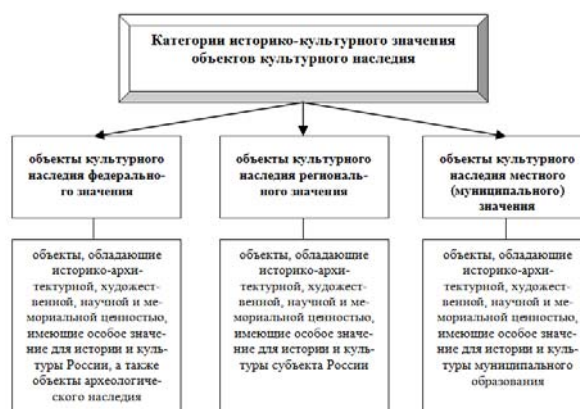 Категории историко-культурного значения
объектов культурного наследия
объекты культурного
наследия федерально-
го значения
объекты культурного
наследия региональ-
ного значения
объекты культурного
наследия местного
(муниципального)
значения
объекты, обладающие
историко-архи-
тектурной, художест-
венной, научной и ме-
мориальной ценностью,
имеющие особое значе-
ние для истории и куль-
туры России, а также
объекты археологиче-
ского наследия
объекты, обладающие
историко-архи-
тектурной, художест-
венной, научной и ме-
мориальной ценностью,
имеющие особое значе-
ние для истории и куль-
туры субъекта России
объекты, обладающие
историко-архи-
тектурной, художест-
венной, научной и ме-
мориальной ценностью,
имеющие особое значе-
ние для истории и куль-
туры муниципального
образования